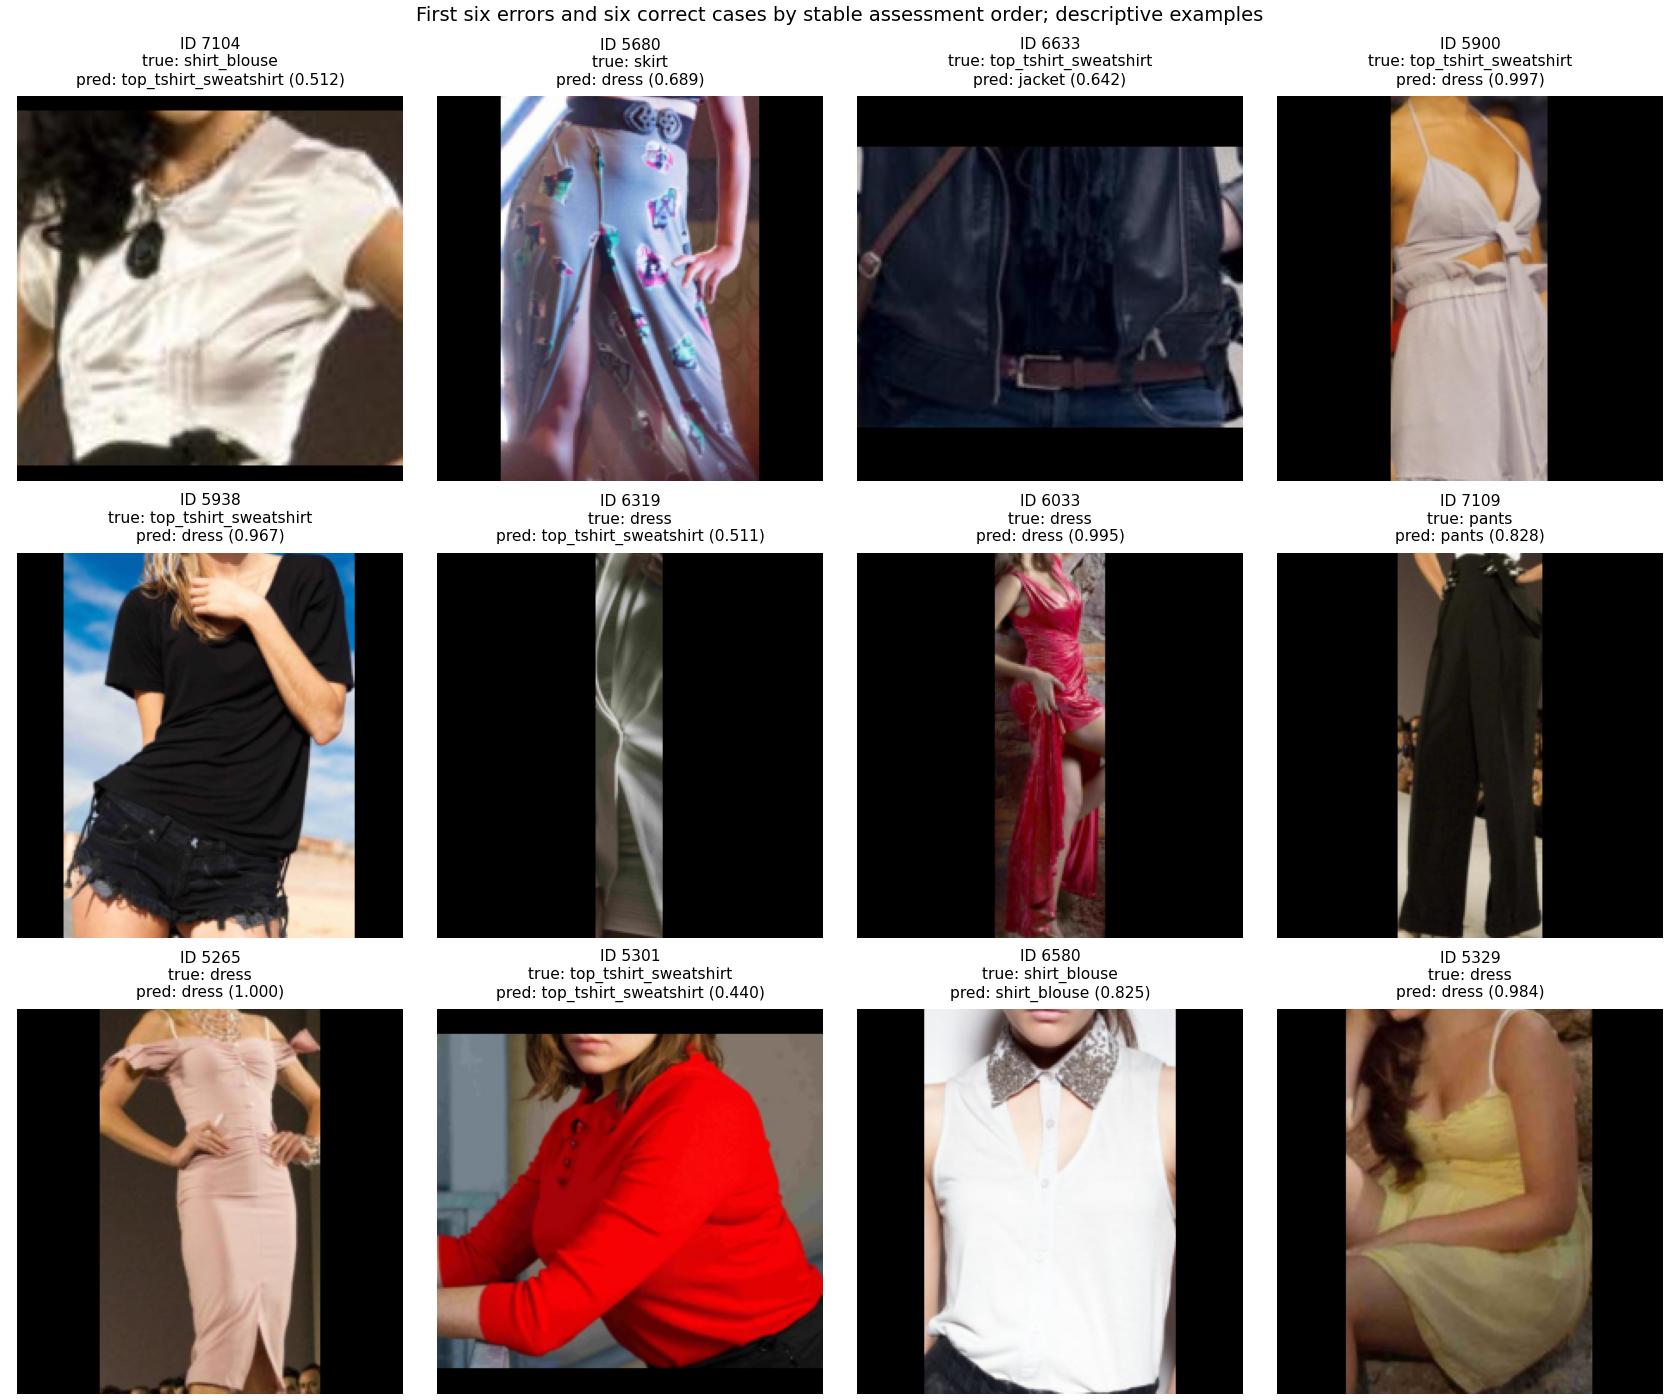 First six errors and six correct cases by stable assessment order; descriptive examples
ID 7104
true: shirt_blouse
pred: top_tshirt_sweatshirt (0.512)
ID 5680
true: skirt
pred: dress (0.689)
ID 6633
true: top_tshirt_sweatshirt
pred: jacket (0.642)
ID 5900
true: top_tshirt_sweatshirt
pred: dress (0.997)
ID 5938
true: top_tshirt_sweatshirt
pred: dress (0.967)
ID 6319
true: dress
pred: top_tshirt_sweatshirt (0.511)
ID 6033
true: dress
pred: dress (0.995)
ID 7109
true: pants
pred: pants (0.828)
ID 5265
true: dress
pred: dress (1.000)
ID 5301
true: top_tshirt_sweatshirt
pred: top_tshirt_sweatshirt (0.440)
ID 6580
true: shirt_blouse
pred: shirt_blouse (0.825)
ID 5329
true: dress
pred: dress (0.984)